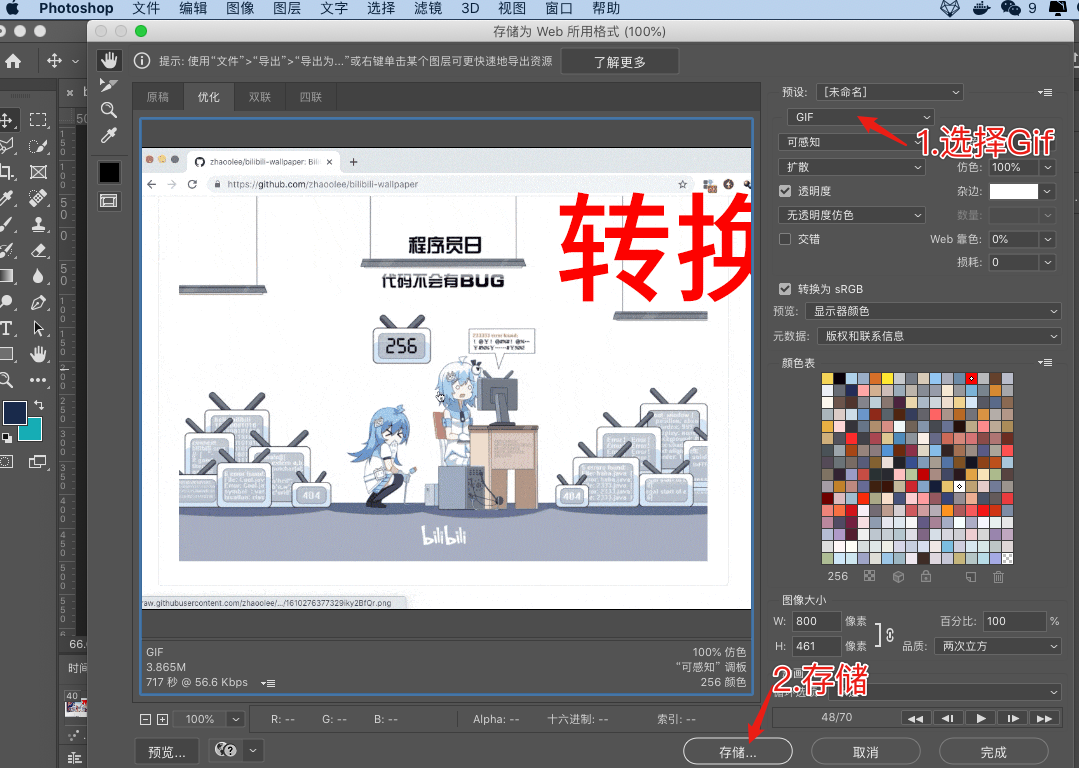 Photoshop 文件 编辑 图像 图层 文字 选择 滤镜 3D 视图 窗口 帮助 9
存储为 Web 所用格式 (100%)
提示: 使用“文件”>“导出”>“导出为...”或右键单击某个图层可更快速地导出资源
了解更多
原稿 优化 双联 四联
预设: [未命名]
GIF
1.选择Gif
可感知
扩散 仿色: 100%
透明度 杂边:
无透明度仿色 数量:
交错 Web 靠色: 0%
损耗: 0
转换为 sRGB
预览: 显示器颜色
元数据: 版权和联系信息
颜色表
256
图像大小
W: 800 像素 百分比: 100 %
H: 461 像素 品质: 两次立方
2.存储
48/70
zhaoolee/bilibili-wallpaper: Bili
https://github.com/zhaoolee/bilibili-wallpaper
转换
程序员日
代码不会有BUG
256
404
404
bilibili
raw.githubusercontent.com/zhaoolee/.../1610276377329iky2BfQr.png
GIF 100% 仿色
3.865M “可感知” 调板
717 秒 @ 56.6 Kbps 256 颜色
100% R: -- G: -- B: -- Alpha: -- 十六进制: -- 索引: --
预览... 存储... 取消 完成
66.
时间
40